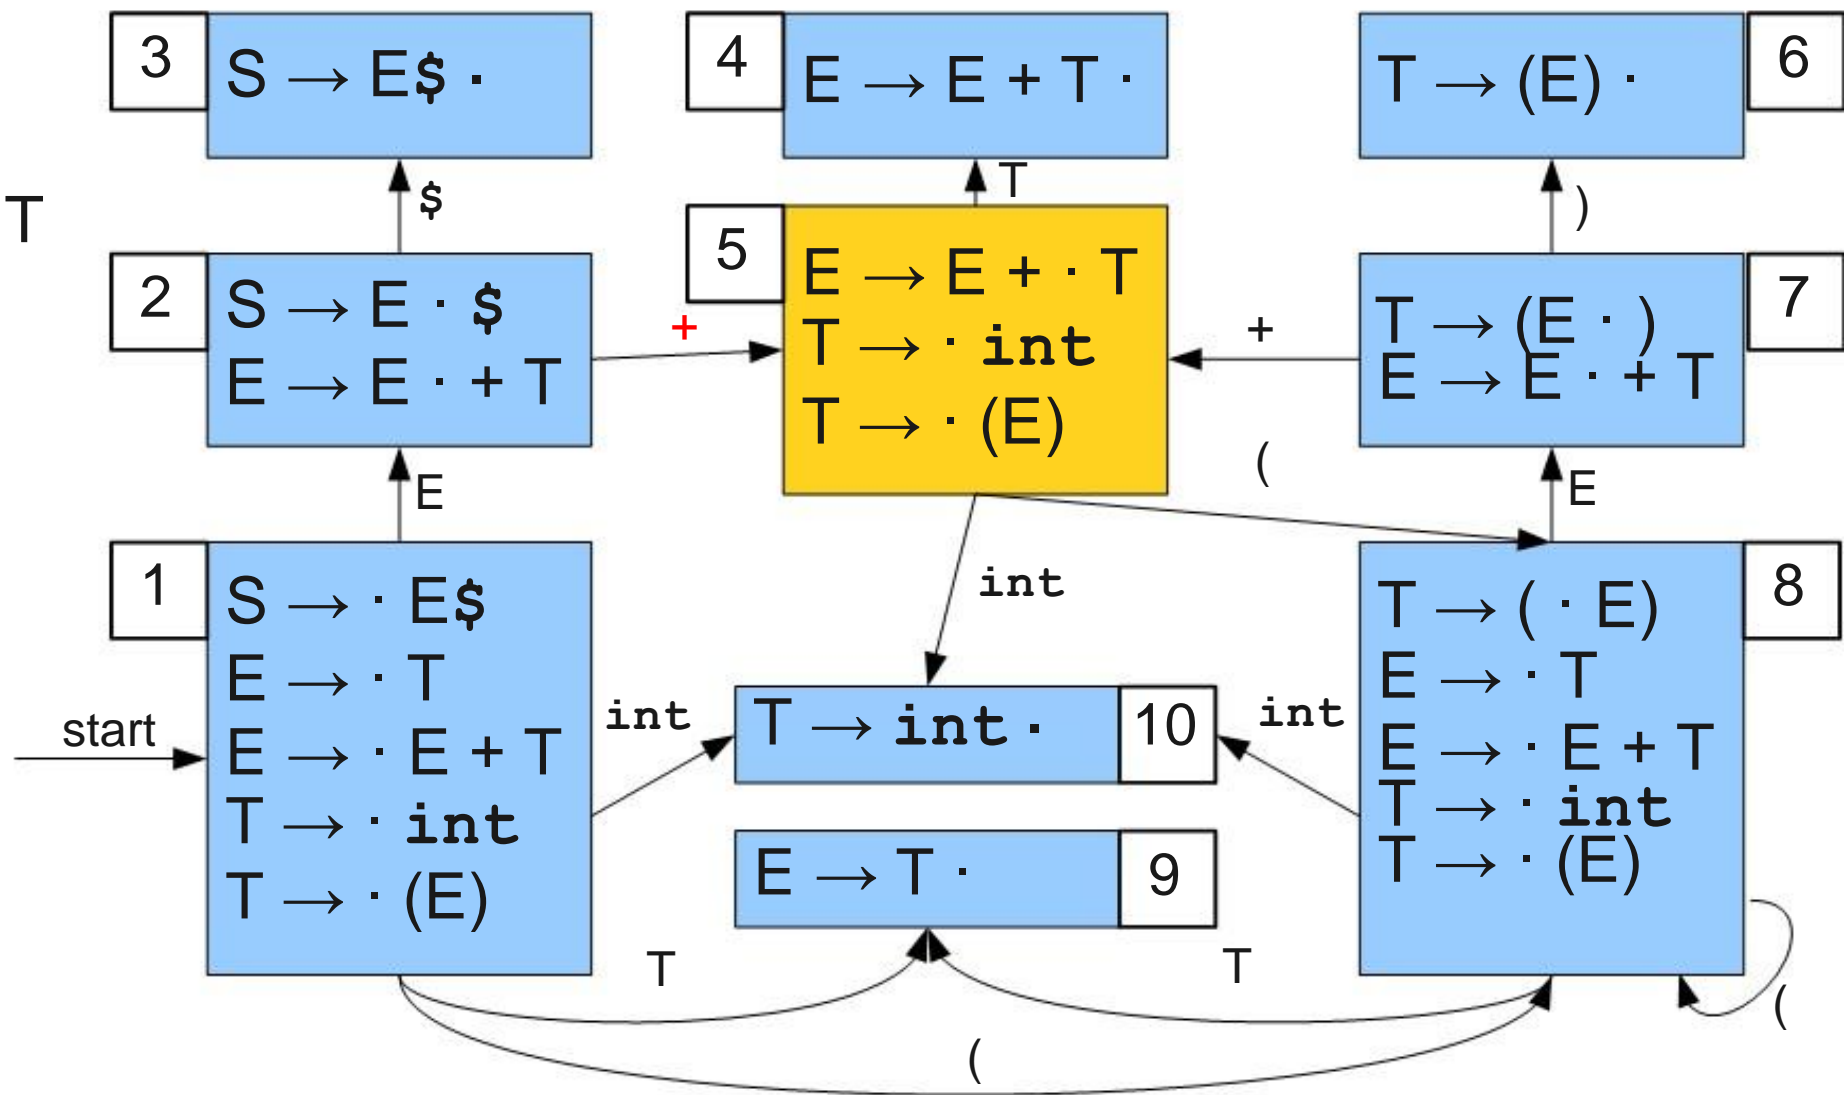 3
S → E$ ·
4
E → E + T ·
T → (E) ·
6
T
$
T
)
2
S → E · $
E → E · + T
+
5
E → E + · T
T → · int
T → · (E)
+
T → (E · )
E → E · + T
7
E
(
E
1
S → · E$
E → · T
E → · E + T
T → · int
T → · (E)
start
int
int
T → int ·
10
int
E → T ·
9
T → ( · E)
E → · T
E → · E + T
T → · int
T → · (E)
8
T
T
(
(